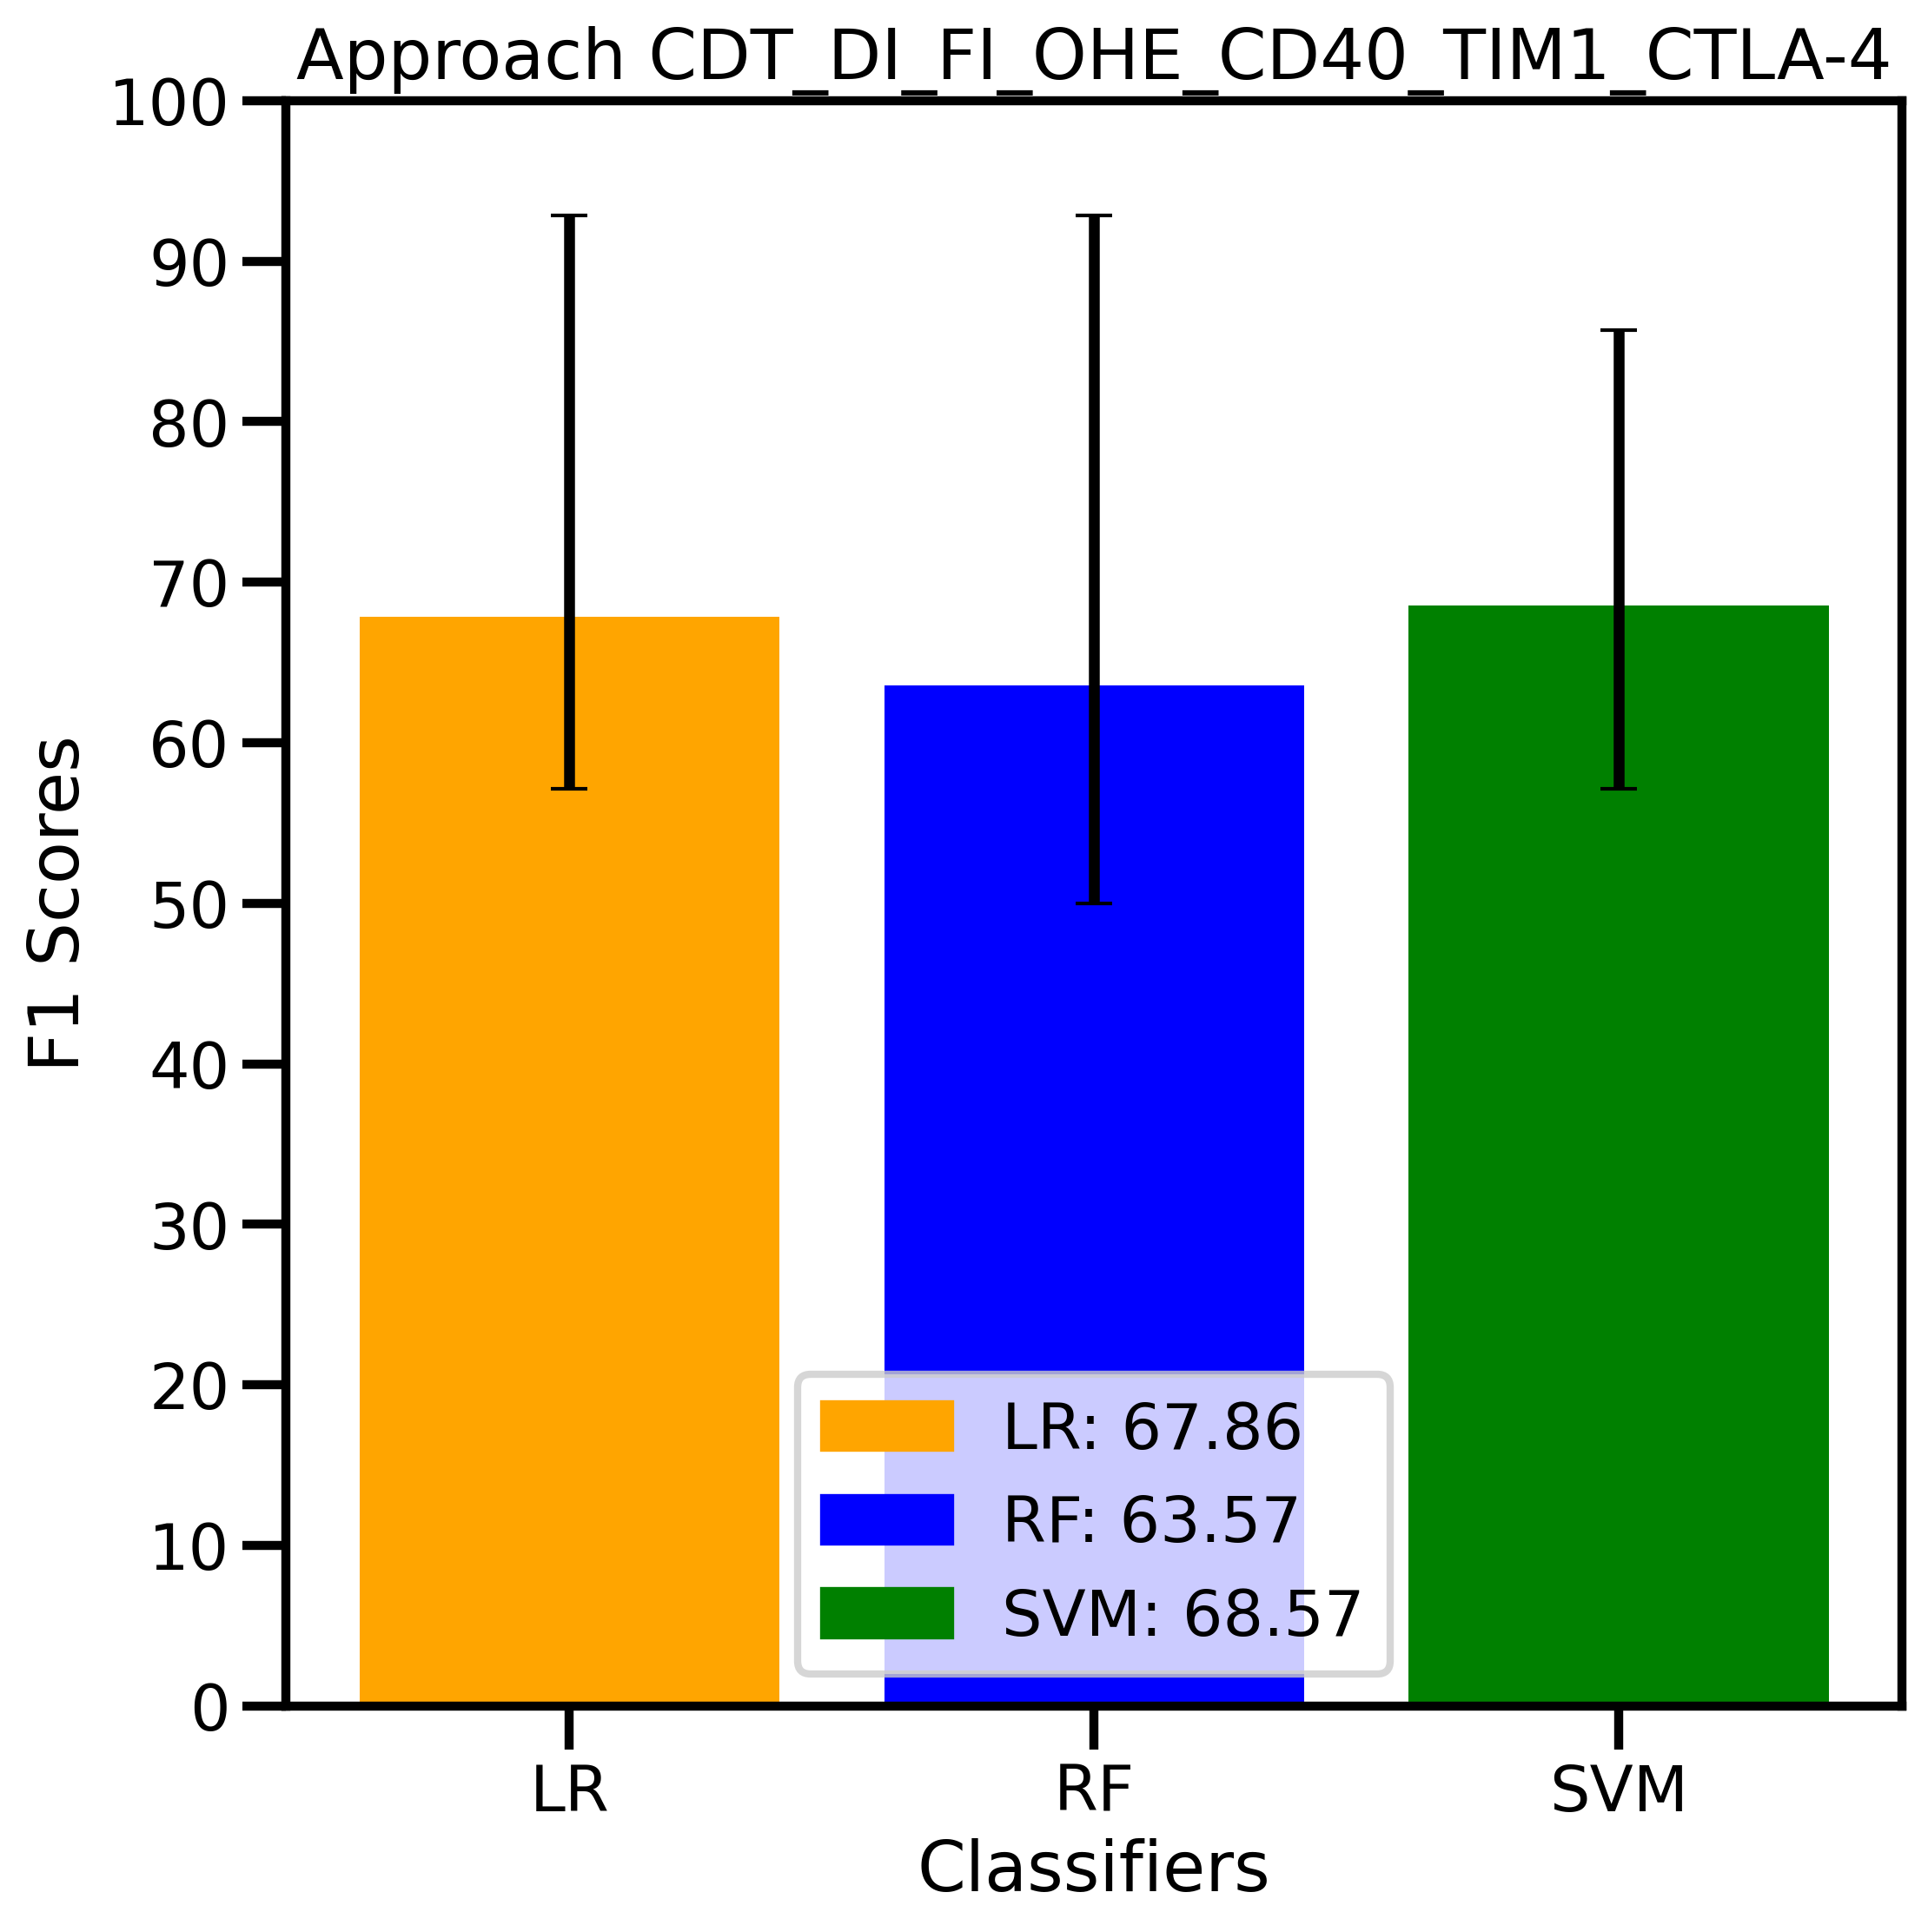 Approach CDT_DI_FI_OHE_CD40_TIM1_CTLA-4
100
90
80
70
60
50
40
30
20
10
0
F1 Scores
LR: 67.86
RF: 63.57
SVM: 68.57
LR
RF
SVM
Classifiers